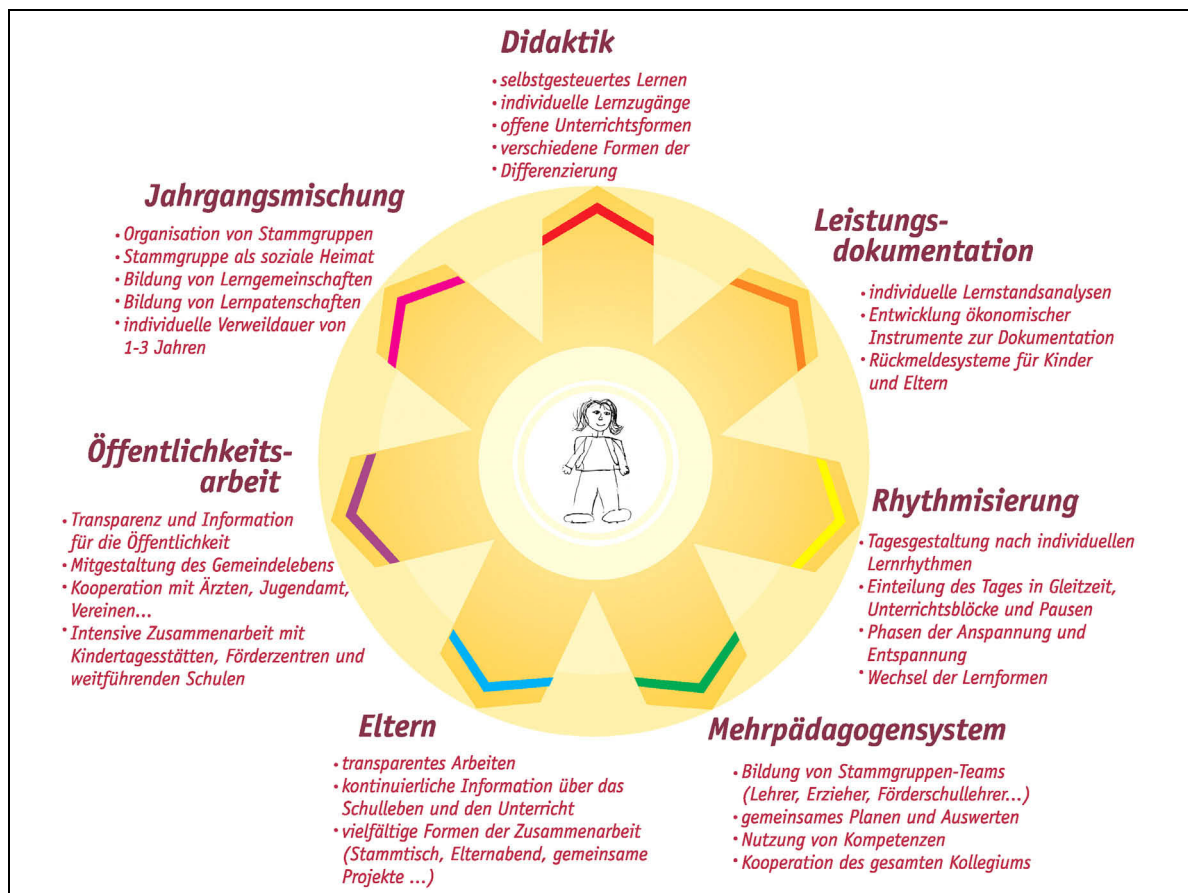 Didaktik
• selbstgesteuertes Lernen
• individuelle Lernzugänge
• offene Unterrichtsformen
• verschiedene Formen der
• Differenzierung
Jahrgangsmischung
• Organisation von Stammgruppen
• Stammgruppe als soziale Heimat
• Bildung von Lerngemeinschaften
• Bildung von Lernpatenschaften
• individuelle Verweildauer von
1-3 Jahren
Leistungs-
dokumentation
• individuelle Lernstandsanalysen
• Entwicklung ökonomischer
Instrumente zur Dokumentation
• Rückmeldesysteme für Kinder
und Eltern
Öffentlichkeits-
arbeit
• Transparenz und Information
für die Öffentlichkeit
• Mitgestaltung des Gemeindelebens
• Kooperation mit Ärzten, Jugendamt,
Vereinen...
• Intensive Zusammenarbeit mit
Kindertagesstätten, Förderzentren und
weitführenden Schulen
Rhythmisierung
• Tagesgestaltung nach individuellen
Lernrhythmen
• Einteilung des Tages in Gleitzeit,
Unterrichtsblöcke und Pausen
• Phasen der Anspannung und
Entspannung
• Wechsel der Lernformen
Eltern
• transparentes Arbeiten
• kontinuierliche Information über das
Schulleben und den Unterricht
• vielfältige Formen der Zusammenarbeit
(Stammtisch, Elternabend, gemeinsame
Projekte ...)
Mehrpädagogensystem
• Bildung von Stammgruppen-Teams
(Lehrer, Erzieher, Förderschullehrer...)
• gemeinsames Planen und Auswerten
• Nutzung von Kompetenzen
• Kooperation des gesamten Kollegiums